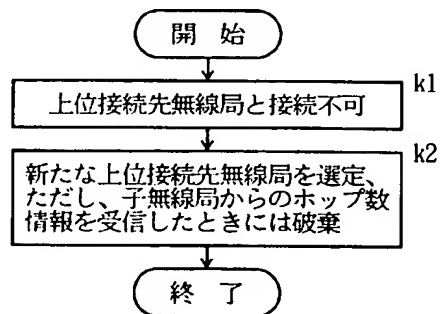 開 始
k1
上位接続先無線局と接続不可
k2
新たな上位接続先無線局を選定、
ただし、子無線局からのホップ数
情報を受信したときには破棄
終 了